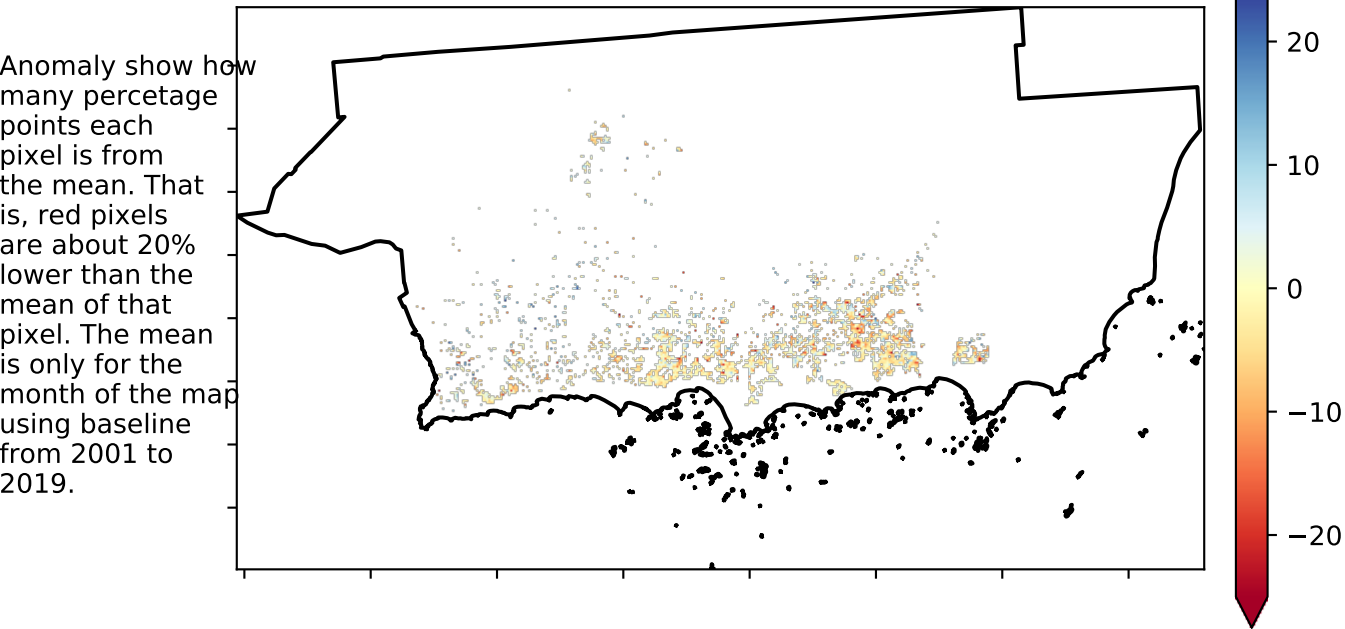 Anomaly show how
many percetage
points each
pixel is from
the mean. That
is, red pixels
are about 20%
lower than the
mean of that
pixel. The mean
is only for the
month of the map
using baseline
from 2001 to
2019.
20
10
0
−10
−20